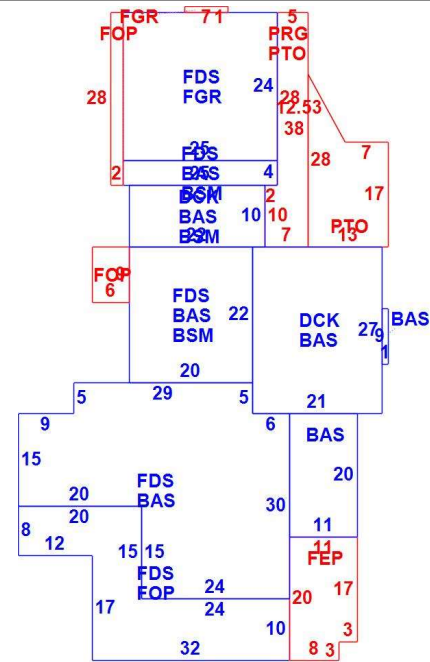 FGR 7 1 5
FOP PRG
PTO
FDS
FGR
24
28 28
12.53
38
25
FDS 28 7
BAS
25 4
2 BSM 2 17
DCK
BAS 10 10
BSM PTO
22 7 13
FOP 9
6
FDS
BAS
BSM
22
DCK
BAS
27 9 BAS
1
20
5 29 5 21
9 6 BAS
15 20
FDS
BAS
20 30
20
8 11
12 15 15 11
FEP
FDS
FOP
24 17
24 20
17
10 3
32 8 3